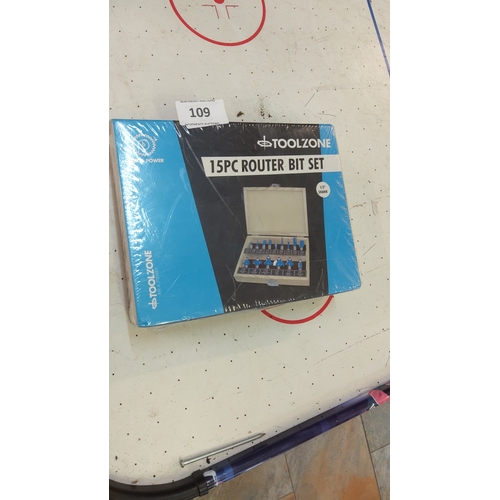 109
TOOLZONE
15PC ROUTER BIT SET
POWER
TOOLZONE